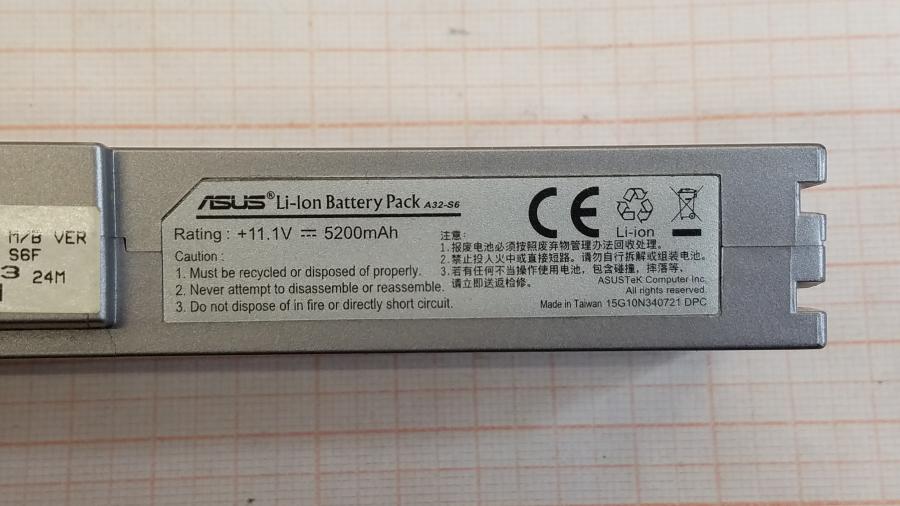 M/B VER
S6F
3 24M
ASUS® Li-Ion Battery Pack A32-S6
Rating : +11.1V ⎓ 5200mAh
Caution :
1. Must be recycled or disposed of properly.
2. Never attempt to disassemble or reassemble.
3. Do not dispose of in fire or directly short circuit.
注意:
1.报废电池必须按照废弃物管理办法回收处理。
2.禁止投入火中或直接短路。请勿自行拆解或组装电池。
3.若有任何不当操作使用电池，包含碰撞，摔落等、
请立即送返检修。
CE
Li-ion
ASUSTeK Computer Inc.
All rights reserved.
Made in Taiwan 15G10N340721 DPC